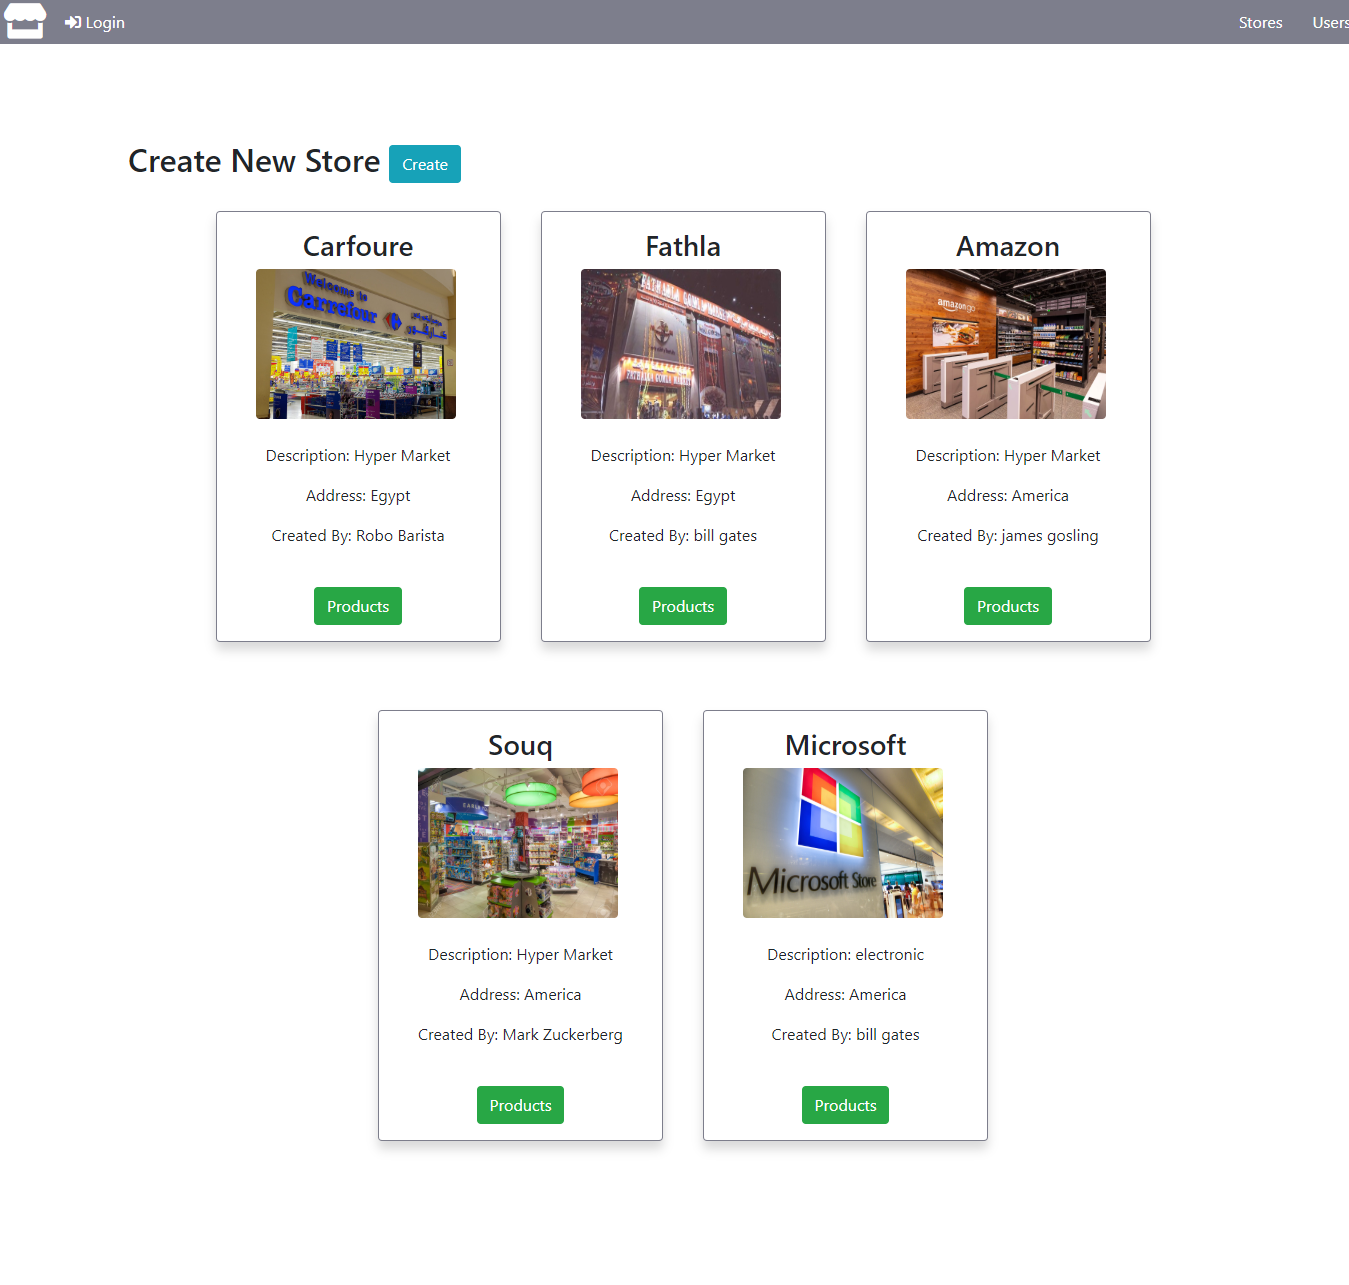 Login
Stores
Users
Create New Store Create
Carfoure
Welcome to
Carrefour
Description: Hyper Market
Address: Egypt
Created By: Robo Barista
Products
Fathla
Description: Hyper Market
Address: Egypt
Created By: bill gates
Products
Amazon
amazon go
Description: Hyper Market
Address: America
Created By: james gosling
Products
Souq
Description: Hyper Market
Address: America
Created By: Mark Zuckerberg
Products
Microsoft
Microsoft Store
Description: electronic
Address: America
Created By: bill gates
Products